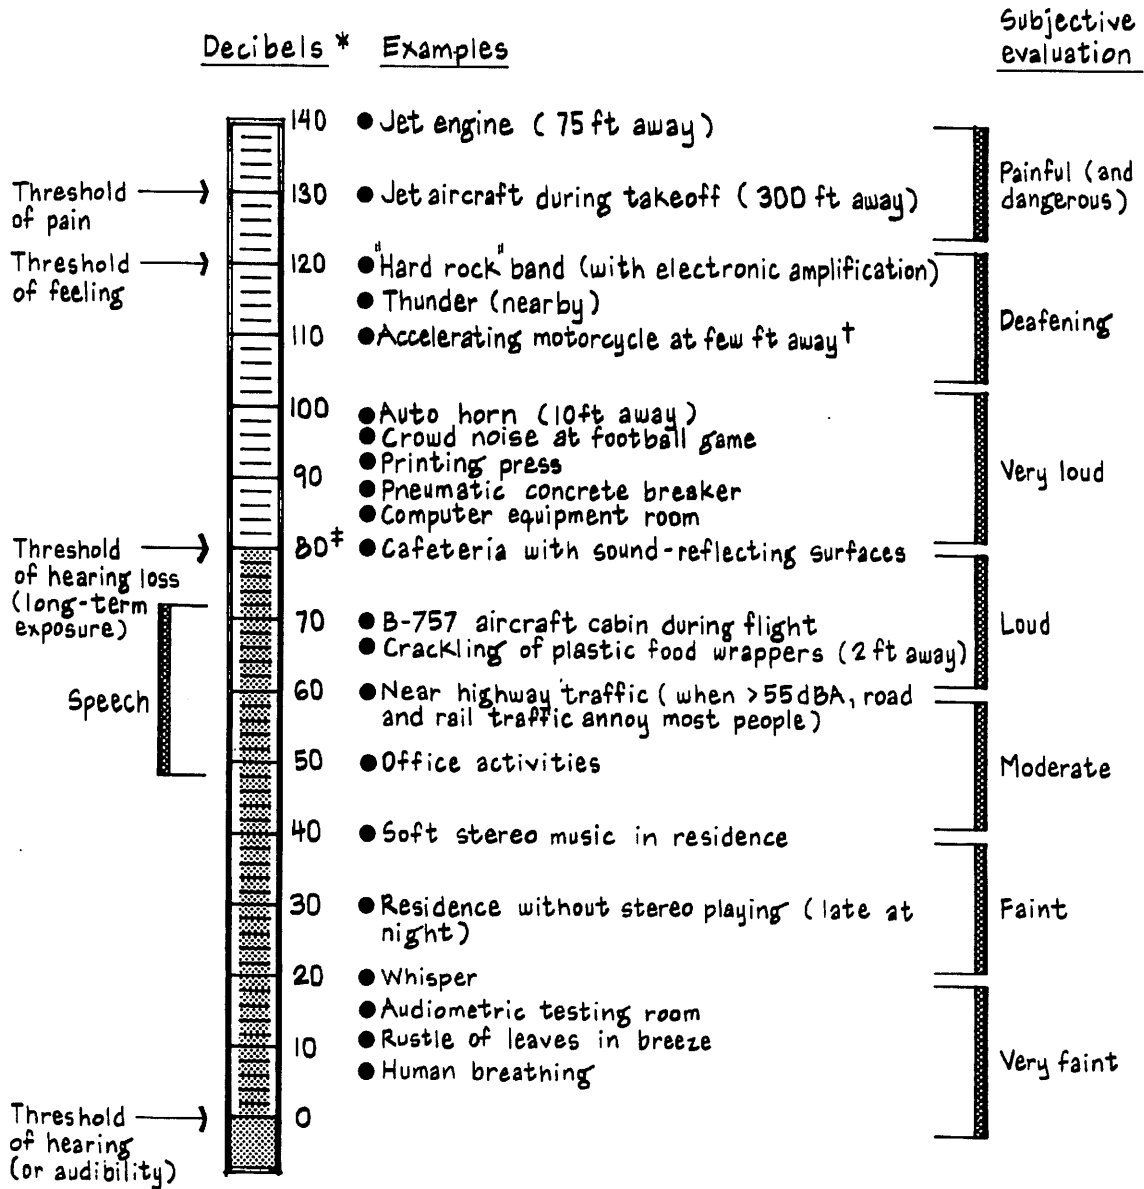 Decibels * Examples
Subjective
evaluation
140 ● Jet engine (75 ft away)
Threshold
of pain
130 ● Jet aircraft during takeoff (300 ft away)
Painful (and
dangerous)
Threshold
of feeling
120 ● "Hard rock" band (with electronic amplification)
● Thunder (nearby)
110 ● Accelerating motorcycle at few ft away†
Deafening
100 ● Auto horn (10ft away)
● Crowd noise at football game
● Printing press
90
● Pneumatic concrete breaker
● Computer equipment room
Very loud
Threshold
of hearing loss
(long-term
exposure)
80‡ ● Cafeteria with sound-reflecting surfaces
70 ● B-757 aircraft cabin during flight
● Crackling of plastic food wrappers (2 ft away)
Loud
Speech
60 ● Near highway traffic (when >55dBA, road
and rail traffic annoy most people)
50 ● Office activities
Moderate
40 ● Soft stereo music in residence
30 ● Residence without stereo playing (late at
night)
Faint
20 ● Whisper
● Audiometric testing room
10 ● Rustle of leaves in breeze
● Human breathing
Very faint
Threshold
of hearing
(or audibility)
0